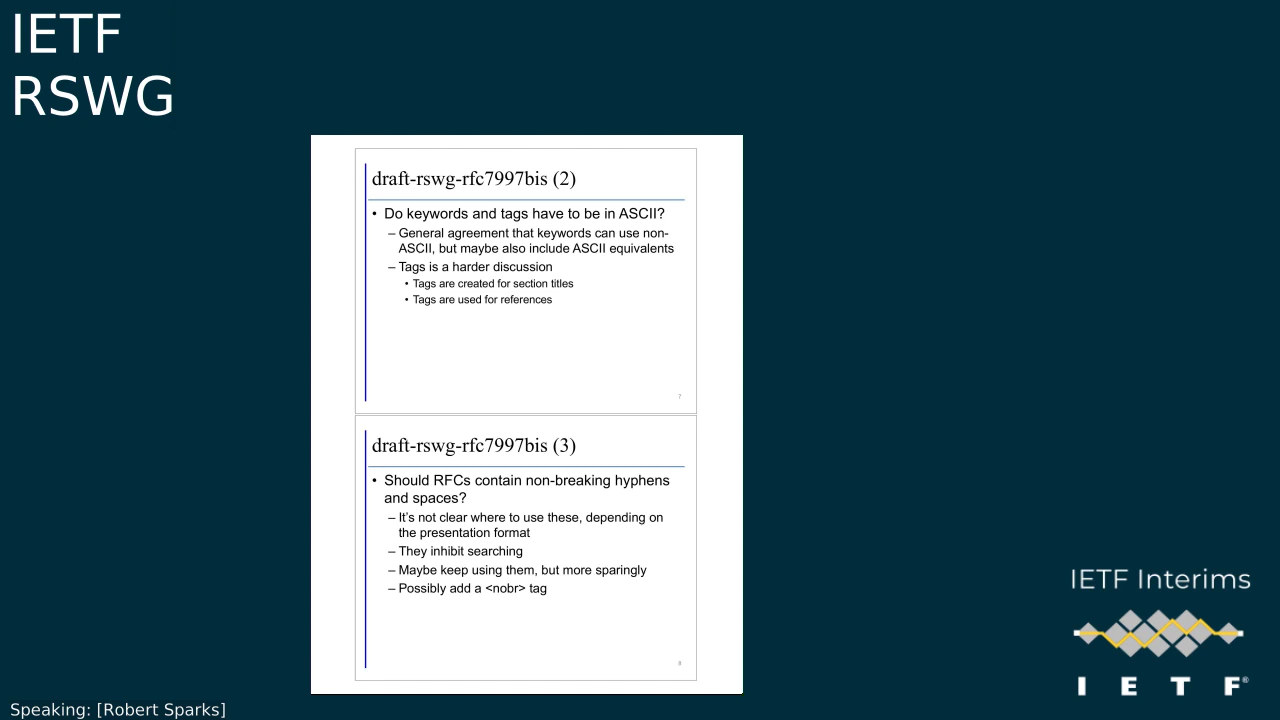 IETF
RSWG
draft-rswg-rfc7997bis (2)
• Do keywords and tags have to be in ASCII?
– General agreement that keywords can use non-
ASCII, but maybe also include ASCII equivalents
– Tags is a harder discussion
• Tags are created for section titles
• Tags are used for references
7
draft-rswg-rfc7997bis (3)
• Should RFCs contain non-breaking hyphens
and spaces?
– It’s not clear where to use these, depending on
the presentation format
– They inhibit searching
– Maybe keep using them, but more sparingly
– Possibly add a <nobr> tag
8
IETF Interims
I E T F®
Speaking: [Robert Sparks]